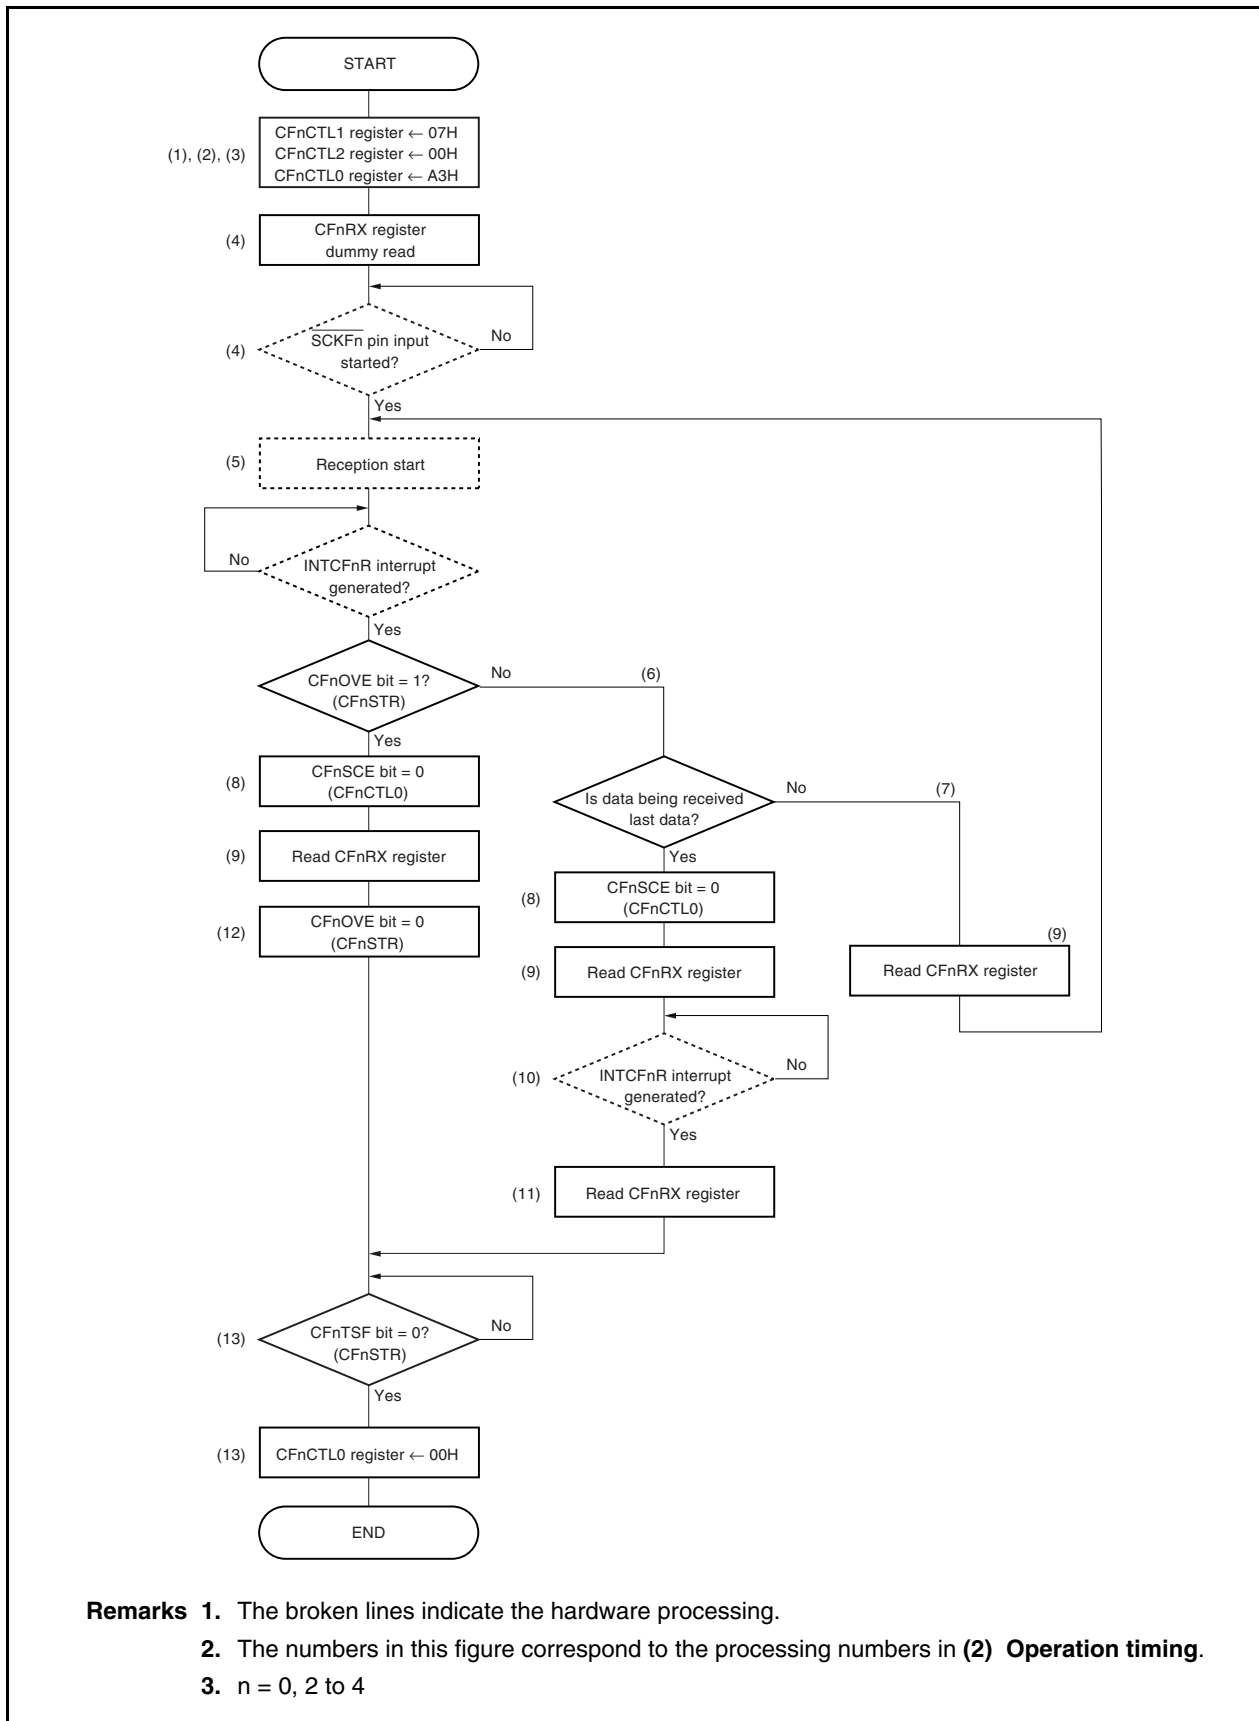 START
(1), (2), (3)
CFnCTL1 register ← 07H
CFnCTL2 register ← 00H
CFnCTL0 register ← A3H
(4)
CFnRX register
dummy read
(4)
SCKFn pin input
started?
No
Yes
(5)
Reception start
No
INTCFnR interrupt
generated?
Yes
CFnOVE bit = 1?
(CFnSTR)
No
(6)
Yes
(8)
CFnSCE bit = 0
(CFnCTL0)
Is data being received
last data?
No
(7)
Yes
(9)
Read CFnRX register
(8)
CFnSCE bit = 0
(CFnCTL0)
(12)
CFnOVE bit = 0
(CFnSTR)
(9)
Read CFnRX register
(9)
Read CFnRX register
(10)
INTCFnR interrupt
generated?
No
Yes
(11)
Read CFnRX register
(13)
CFnTSF bit = 0?
(CFnSTR)
No
Yes
(13)
CFnCTL0 register ← 00H
END
Remarks 1. The broken lines indicate the hardware processing.
2. The numbers in this figure correspond to the processing numbers in (2) Operation timing.
3. n = 0, 2 to 4